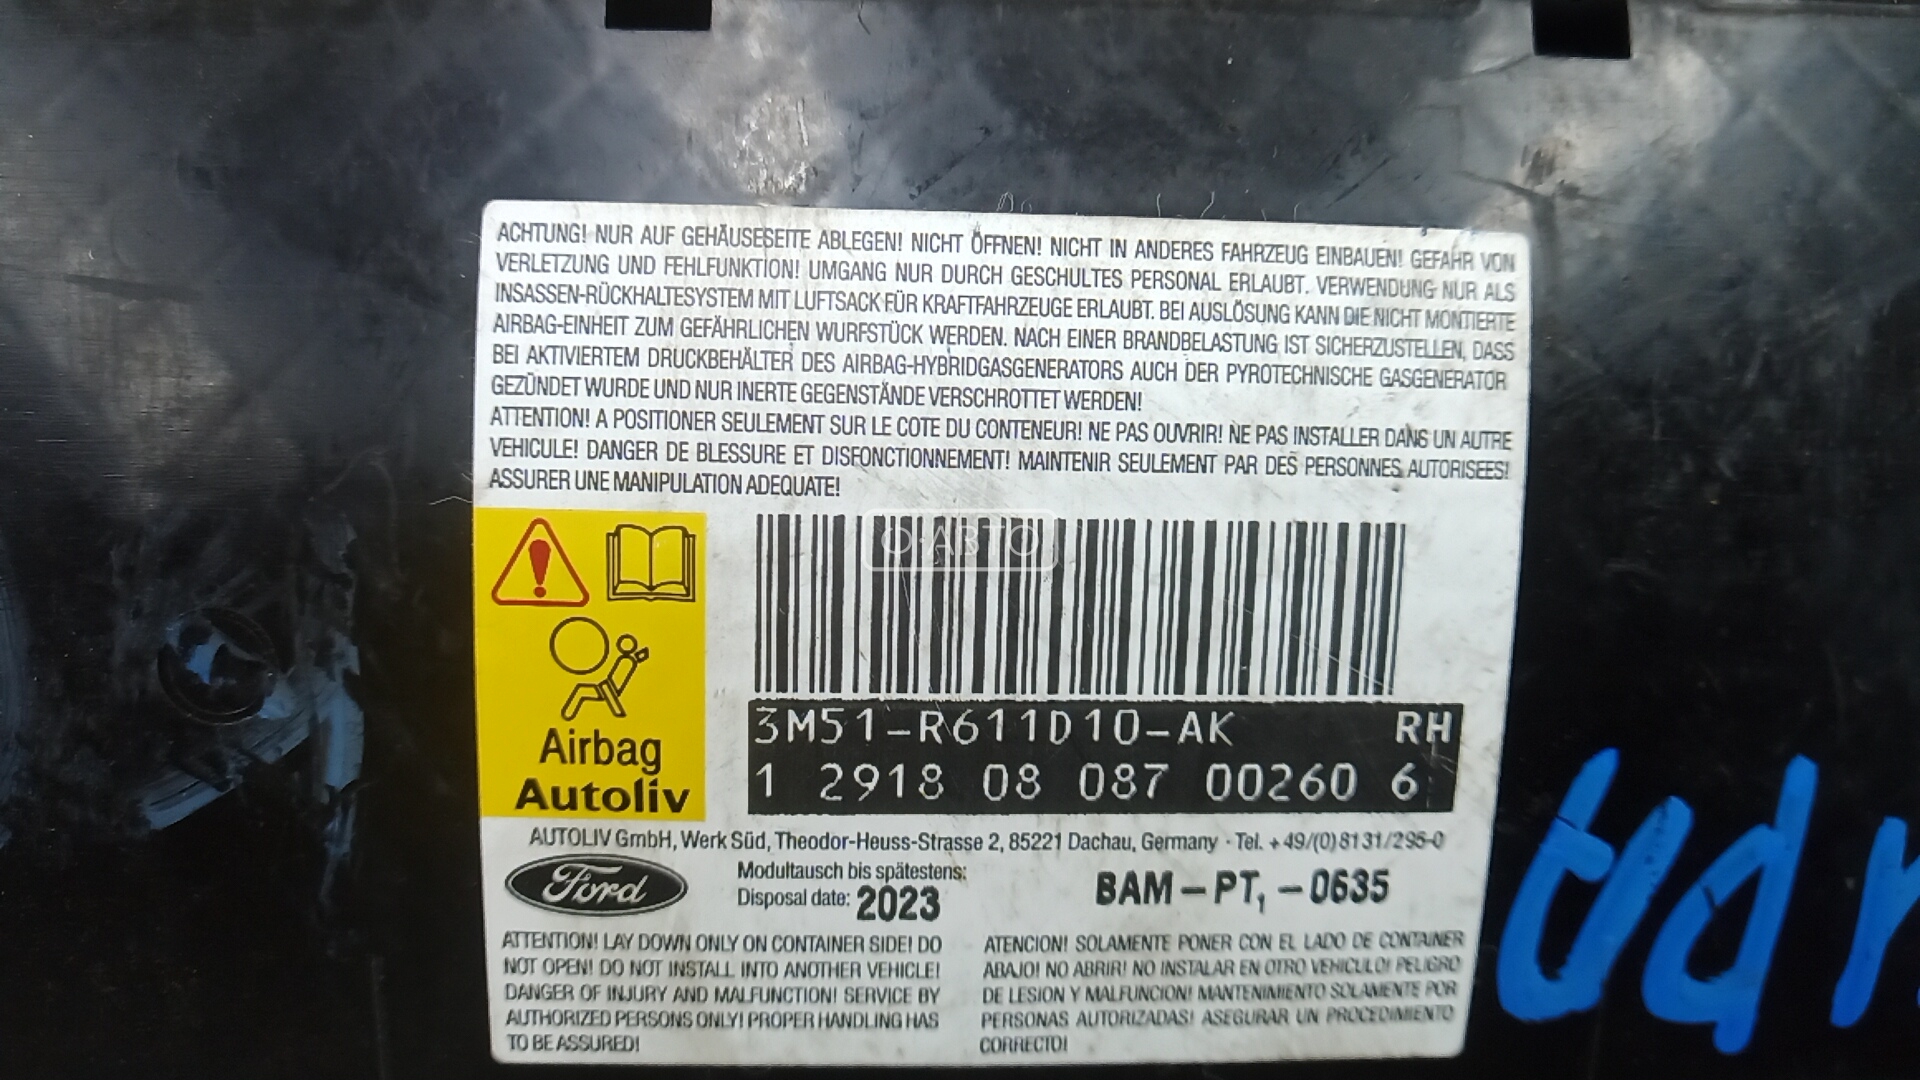 ACHTUNG! NUR AUF GEHÄUSESEITE ABLEGEN! NICHT ÖFFNEN! NICHT IN ANDERES FAHRZEUG EINBAUEN! GEFAHR VON
VERLETZUNG UND FEHLFUNKTION! UMGANG NUR DURCH GESCHULTES PERSONAL ERLAUBT. VERWENDUNG NUR ALS
INSASSEN-RÜCKHALTESYSTEM MIT LUFTSACK FÜR KRAFTFAHRZEUGE ERLAUBT. BEI AUSLÖSUNG KANN DIE NICHT MONTIERTE
AIRBAG-EINHEIT ZUM GEFÄHRLICHEN WURFSTÜCK WERDEN. NACH EINER BRANDBELASTUNG IST SICHERZUSTELLEN, DASS
BEI AKTIVIERTEM DRUCKBEHÄLTER DES AIRBAG-HYBRIDGASGENERATORS AUCH DER PYROTECHNISCHE GASGENERATOR
GEZÜNDET WURDE UND NUR INERTE GEGENSTÄNDE VERSCHROTTET WERDEN!
ATTENTION! A POSITIONER SEULEMENT SUR LE COTE DU CONTENEUR! NE PAS OUVRIR! NE PAS INSTALLER DANS UN AUTRE
VEHICULE! DANGER DE BLESSURE ET DISFONCTIONNEMENT! MAINTENIR SEULEMENT PAR DES PERSONNES AUTORISEES!
ASSURER UNE MANIPULATION ADEQUATE!
О-АВТО
Airbag
Autoliv
3M51-R611D10-AK RH
1 2918 08 087 00260 6
AUTOLIV GmbH, Werk Süd, Theodor-Heuss-Strasse 2, 85221 Dachau, Germany · Tel. +49/(0)8131/295-0
Ford
Modultausch bis spätestens:
Disposal date: 2023
BAM-PT1-0635
ATTENTION! LAY DOWN ONLY ON CONTAINER SIDE! DO
NOT OPEN! DO NOT INSTALL INTO ANOTHER VEHICLE!
DANGER OF INJURY AND MALFUNCTION! SERVICE BY
AUTHORIZED PERSONS ONLY! PROPER HANDLING HAS
TO BE ASSURED!
ATENCION! SOLAMENTE PONER CON EL LADO DE CONTAINER
ABAJO! NO ABRIR! NO INSTALAR EN OTRO VEHICULO! PELIGRO
DE LESION Y MALFUNCION! MANTENIMIENTO SOLAMENTE POR
PERSONAS AUTORIZADAS! ASEGURAR UN PROCEDIMIENTO
CORRECTO!